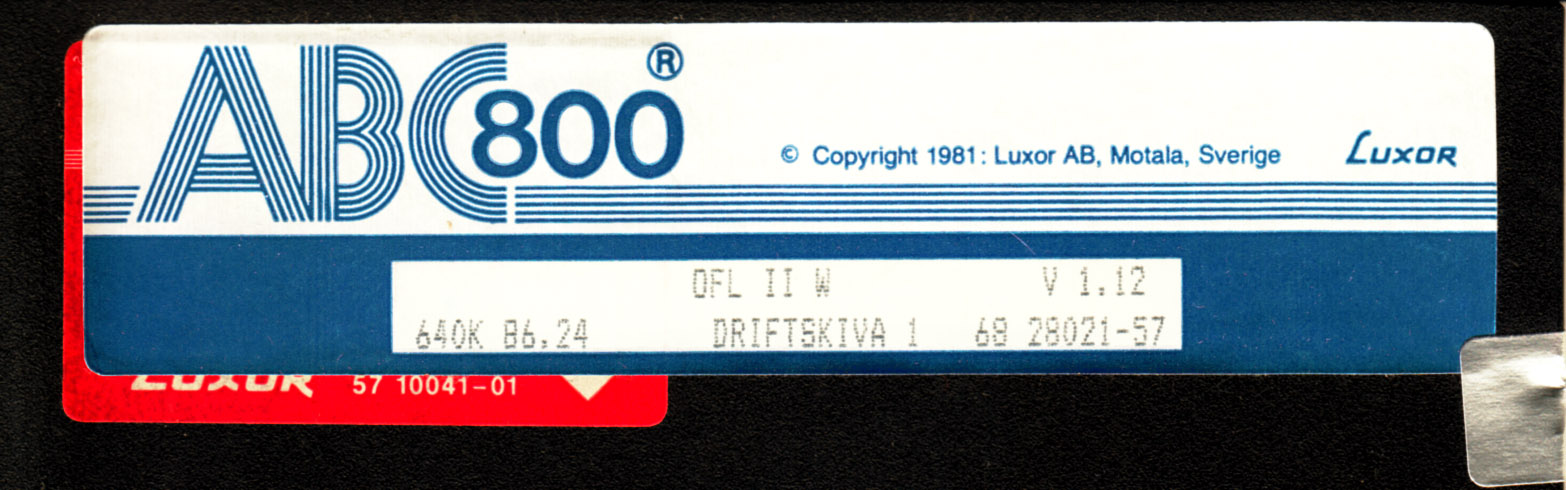 ABC800®
© Copyright 1981: Luxor AB, Motala, Sverige
LUXOR
OFL II W V 1.12
640K 86.24 DRIFTSKIVA 1 68 28021-57
LUXOR 57 10041-01